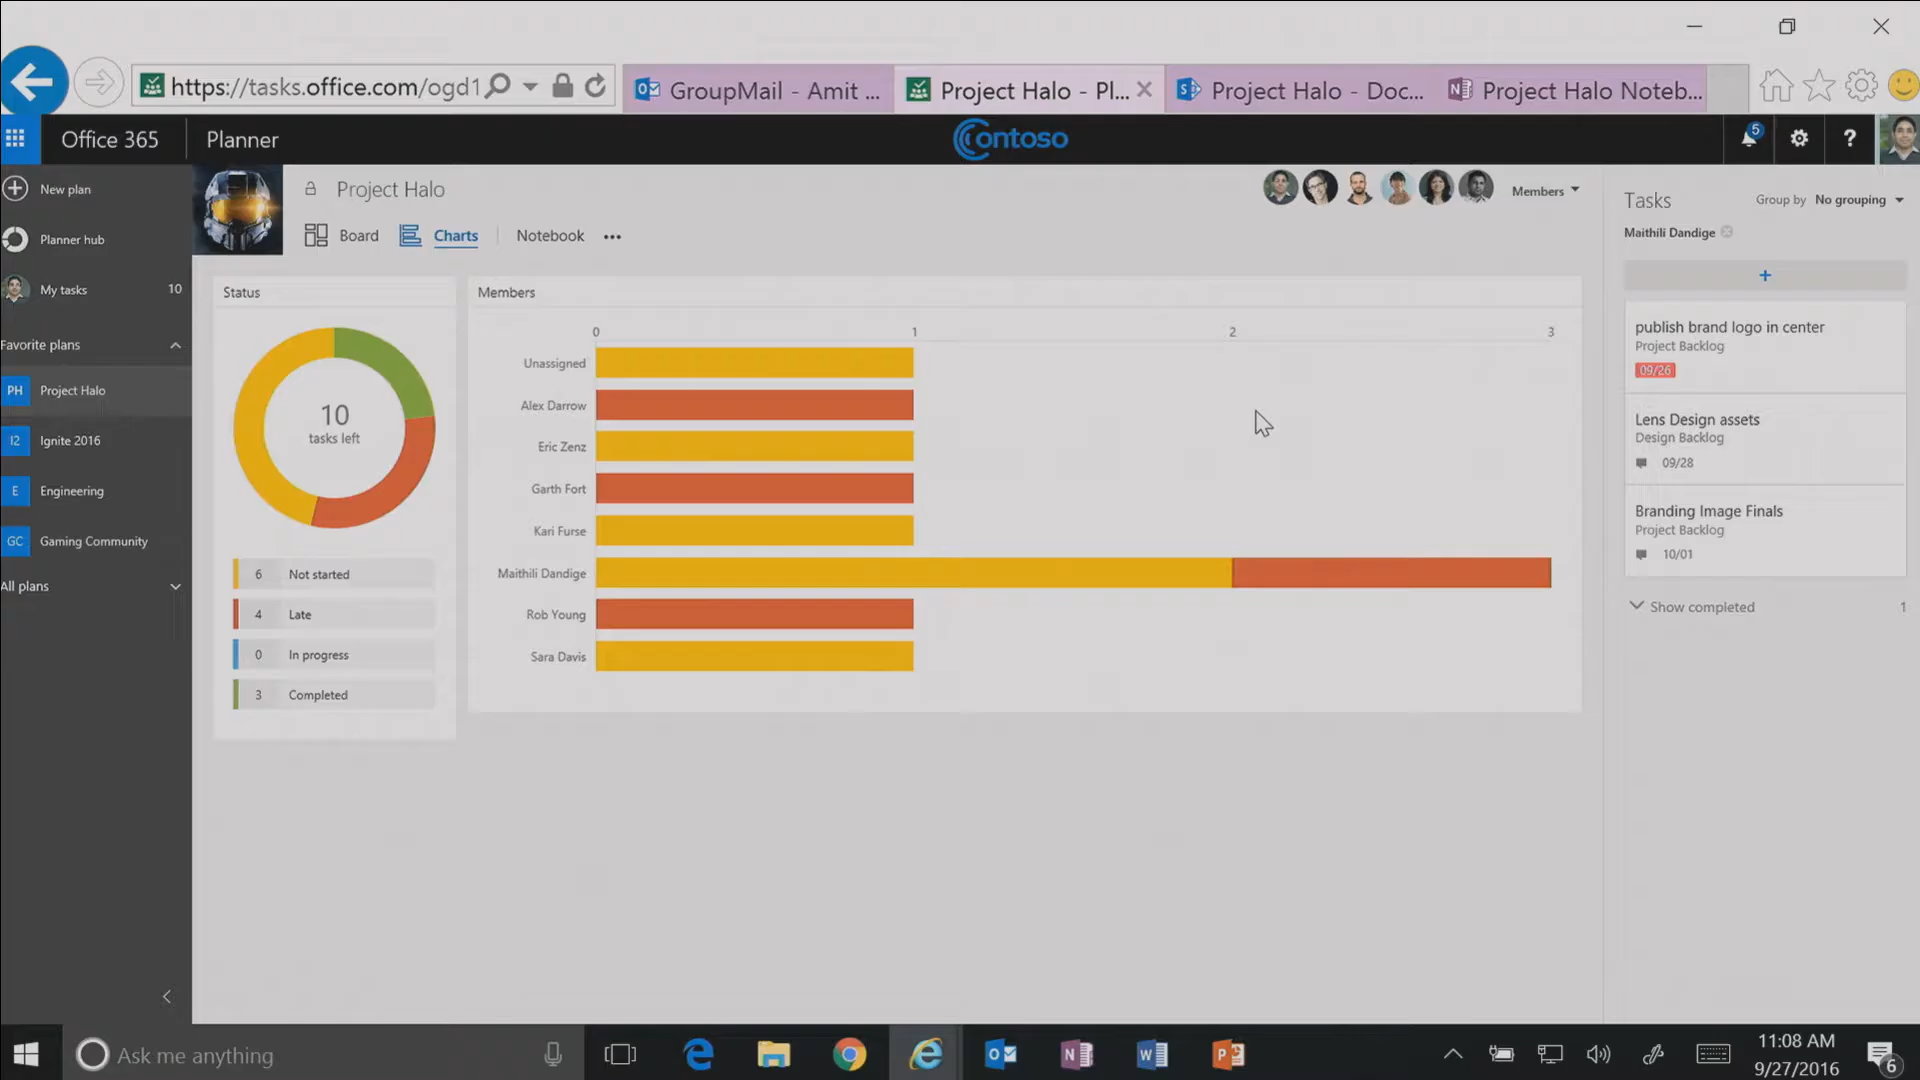 https://tasks.office.com/ogd1
GroupMail - Amit ...
Project Halo - Pl...
Project Halo - Doc...
Project Halo Noteb...
Office 365
Planner
Contoso
5
?
New plan
Planner hub
My tasks
10
Favorite plans
PH
Project Halo
I2
Ignite 2016
E
Engineering
GC
Gaming Community
All plans
Project Halo
Members
Board
Charts
Notebook
...
Status
10
tasks left
6 Not started
4 Late
0 In progress
3 Completed
Members
0 1 2 3
Unassigned
Alex Darrow
Eric Zenz
Garth Fort
Kari Furse
Maithili Dandige
Rob Young
Sara Davis
Tasks
Group by No grouping
Maithili Dandige
+
publish brand logo in center
Project Backlog
09/26
Lens Design assets
Design Backlog
09/28
Branding Image Finals
Project Backlog
10/01
Show completed 1
Ask me anything
11:08 AM
9/27/2016
6